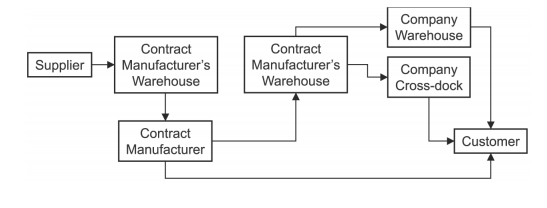 Supplier
Contract
Manufacturer's
Warehouse
Contract
Manufacturer
Contract
Manufacturer's
Warehouse
Company
Warehouse
Company
Cross-dock
Customer